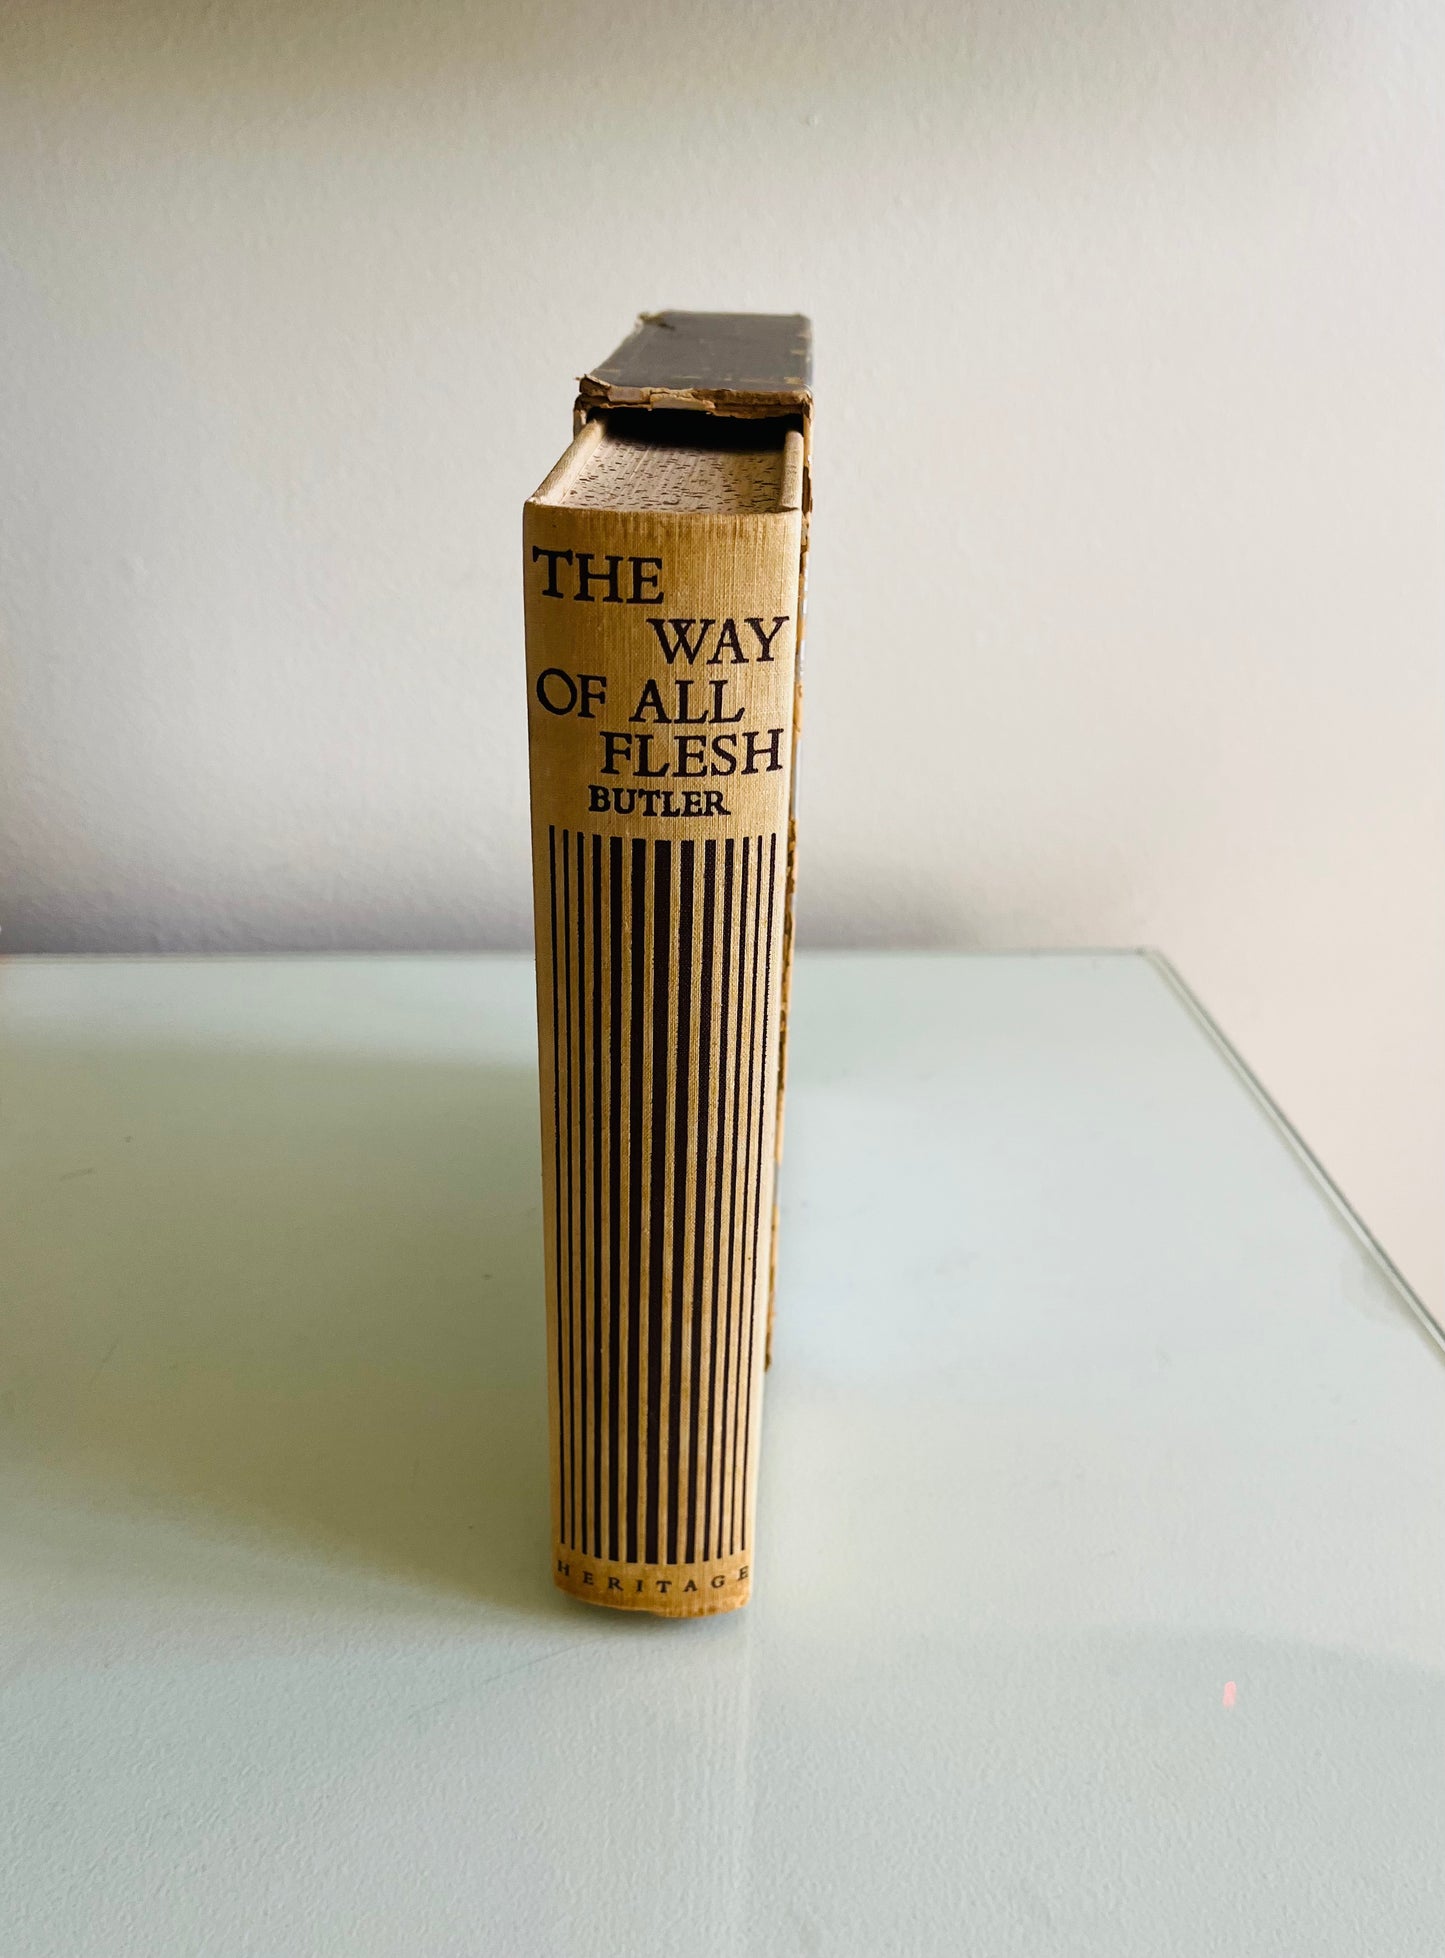 THE
WAY
OF ALL
FLESH
BUTLER
HERITAGE